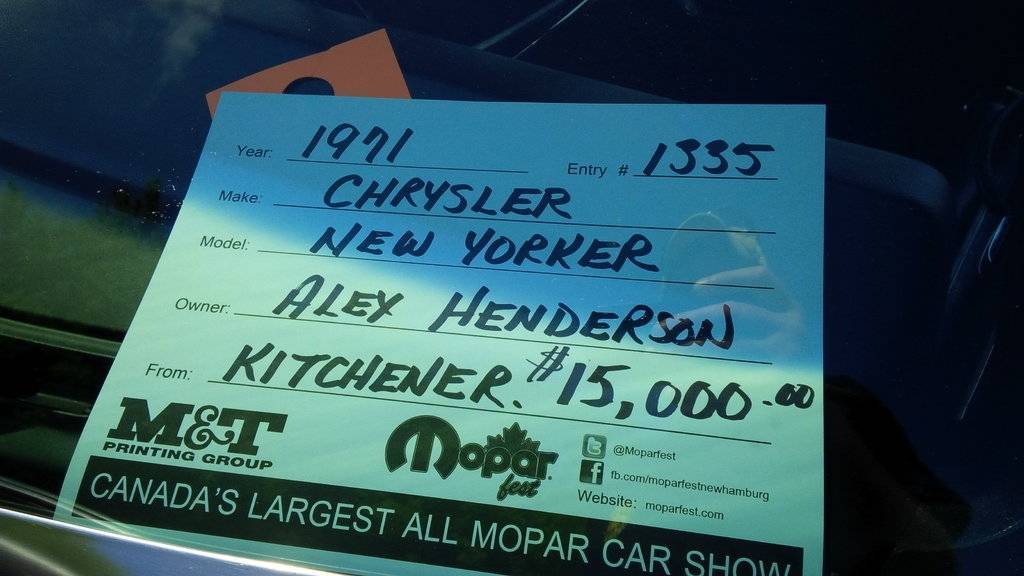 Year: 1971 Entry # 1335
Make: CHRYSLER
Model: NEW YORKER
Owner: ALEX HENDERSON
From: KITCHENER. #15,000.00
M&T
PRINTING GROUP
Mopar
fest
@Moparfest
f fb.com/moparfestnewhamburg
Website: moparfest.com
CANADA'S LARGEST ALL MOPAR CAR SHOW